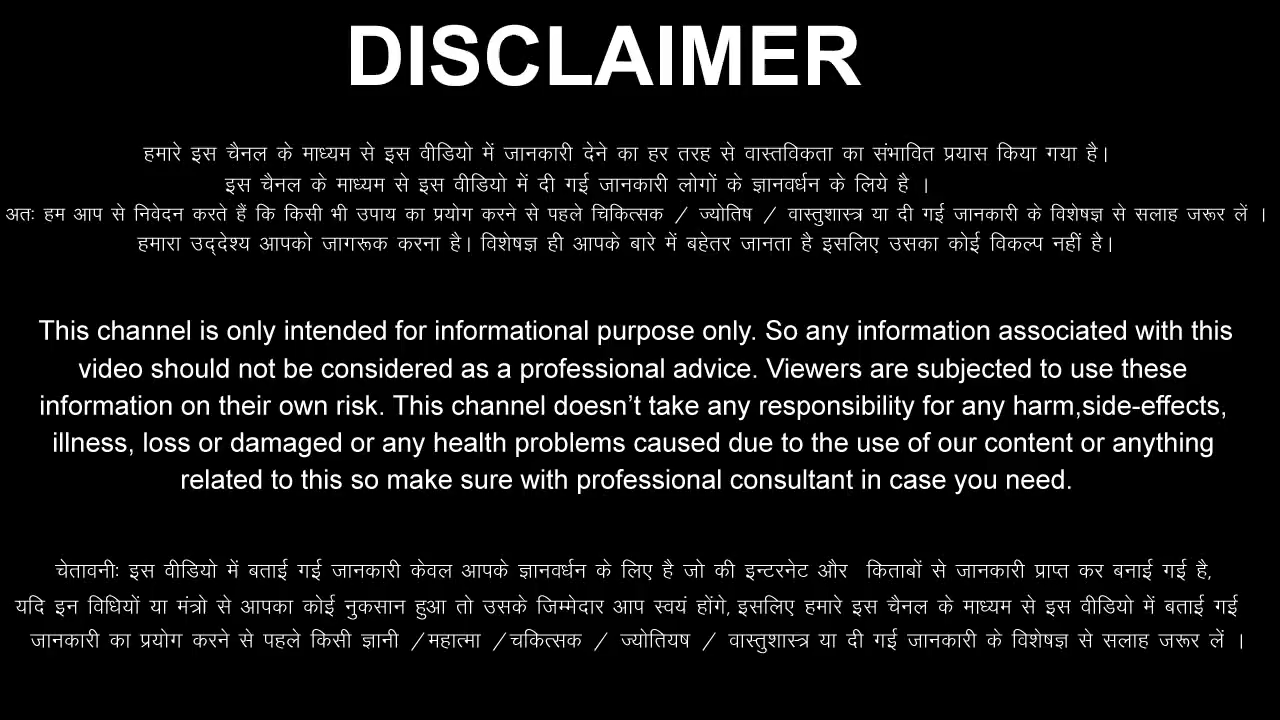 DISCLAIMER
हमारे इस चैनल के माध्यम से इस वीडियो में जानकारी देने का हर तरह से वास्तविकता का संभावित प्रयास किया गया है।
इस चैनल के माध्यम से इस वीडियो में दी गई जानकारी लोगों के ज्ञानवर्धन के लिये है ।
अतः हम आप से निवेदन करते हैं कि किसी भी उपाय का प्रयोग करने से पहले चिकित्सक / ज्योतिष / वास्तुशास्त्र या दी गई जानकारी के विशेषज्ञ से सलाह जरूर लें ।
हमारा उद्देश्य आपको जागरूक करना है। विशेषज्ञ ही आपके बारे में बहेतर जानता है इसलिए उसका कोई विकल्प नहीं है।
This channel is only intended for informational purpose only. So any information associated with this
video should not be considered as a professional advice. Viewers are subjected to use these
information on their own risk. This channel doesn’t take any responsibility for any harm,side-effects,
illness, loss or damaged or any health problems caused due to the use of our content or anything
related to this so make sure with professional consultant in case you need.
चेतावनीः इस वीडियो में बताई गई जानकारी केवल आपके ज्ञानवर्धन के लिए है जो की इन्टरनेट और किताबों से जानकारी प्राप्त कर बनाई गई है,
यदि इन विधियों या मंत्रो से आपका कोई नुकसान हुआ तो उसके जिम्मेदार आप स्वयं होंगे, इसलिए हमारे इस चैनल के माध्यम से इस वीडियो में बताई गई
जानकारी का प्रयोग करने से पहले किसी ज्ञानी /महात्मा /चकित्सक / ज्योतियष / वास्तुशास्त्र या दी गई जानकारी के विशेषज्ञ से सलाह जरूर लें ।